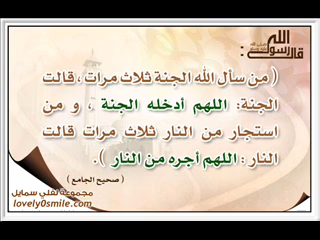 قال رسول الله صلى الله عليه وسلم :
( من سأل الله الجنة ثلاث مرات ، قالت
الجنة: اللهم أدخله الجنة ، و من
استجار من النار ثلاث مرات قالت
النار : اللهم أجره من النار ).
( صحيح الجامع )
مجموعة تفلي سمايل
lovely0smile.com